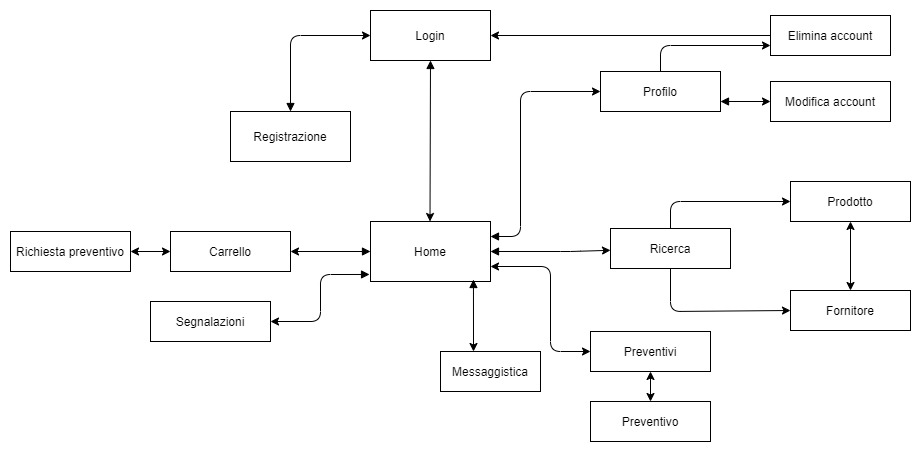 Login
Elimina account
Profilo
Modifica account
Registrazione
Prodotto
Richiesta preventivo
Carrello
Home
Ricerca
Segnalazioni
Fornitore
Preventivi
Messaggistica
Preventivo